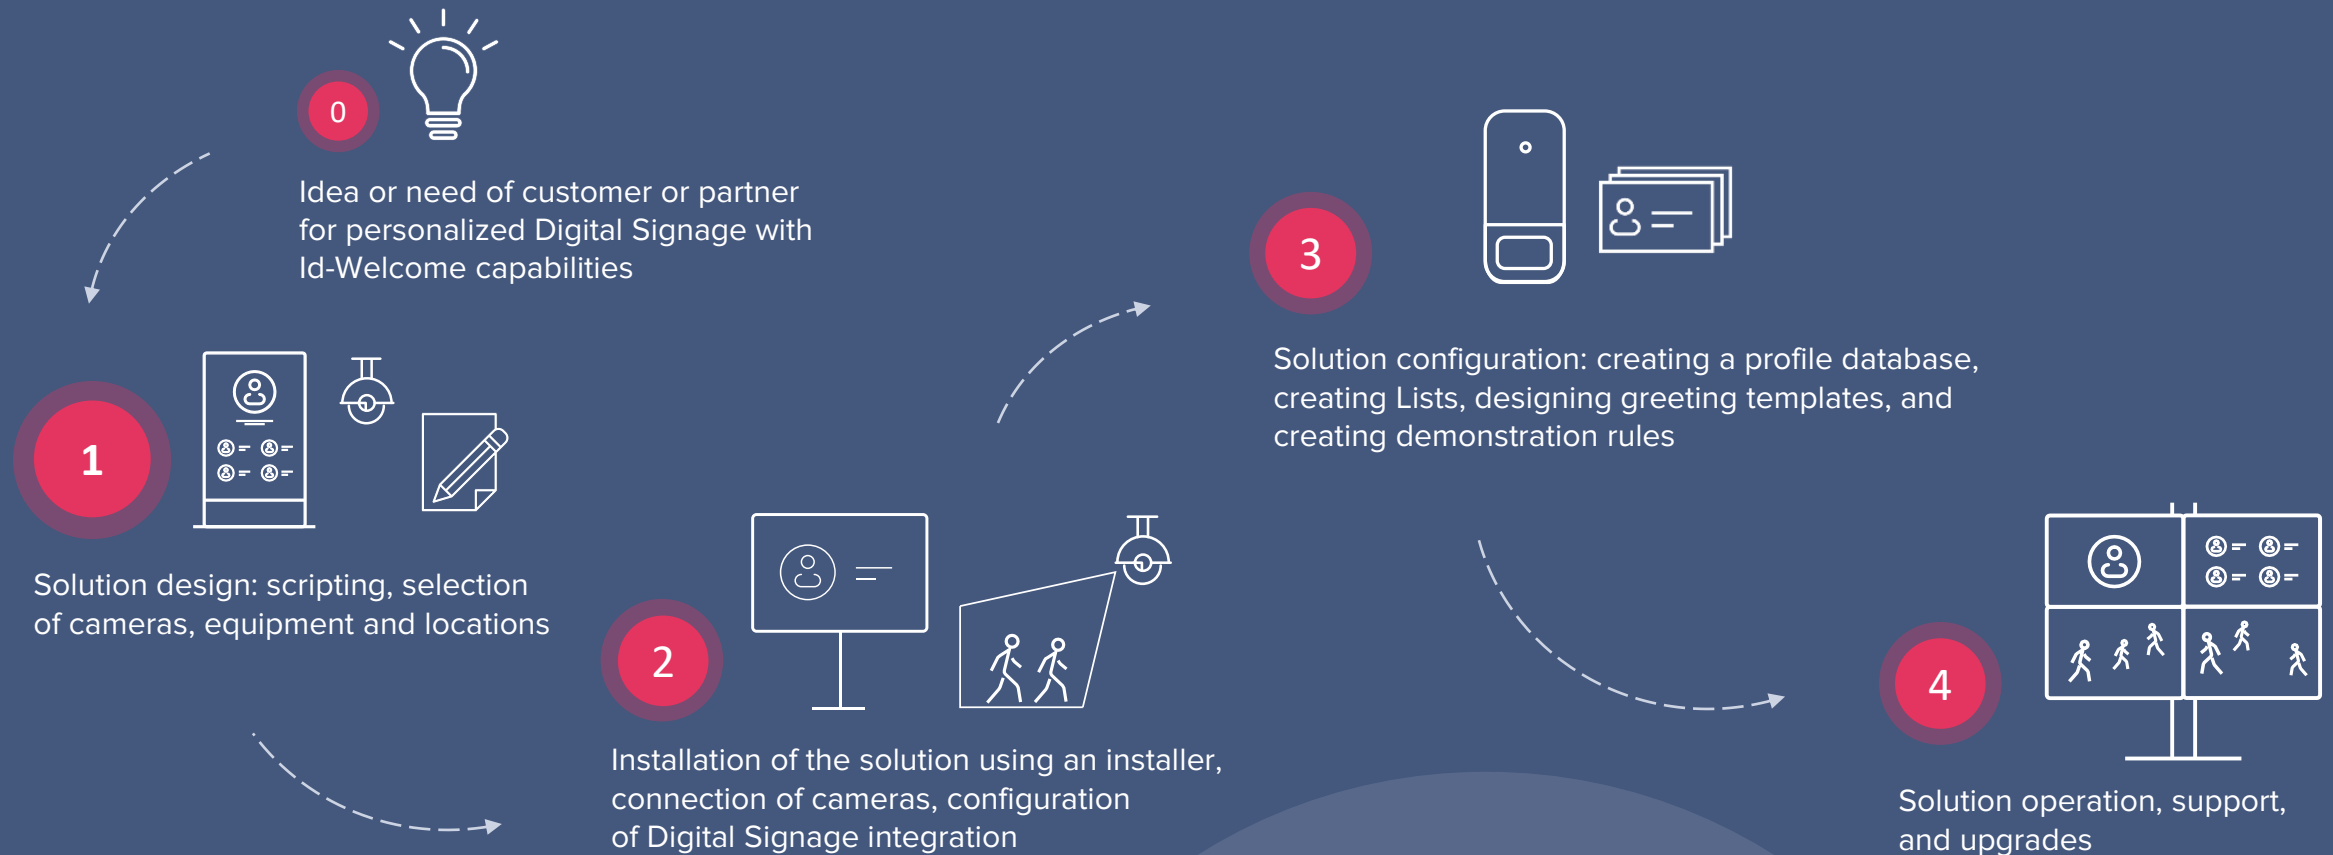 0
Idea or need of customer or partner
for personalized Digital Signage with
Id-Welcome capabilities
1
Solution design: scripting, selection
of cameras, equipment and locations
2
Installation of the solution using an installer,
connection of cameras, configuration
of Digital Signage integration
3
Solution configuration: creating a profile database,
creating Lists, designing greeting templates, and
creating demonstration rules
4
Solution operation, support,
and upgrades